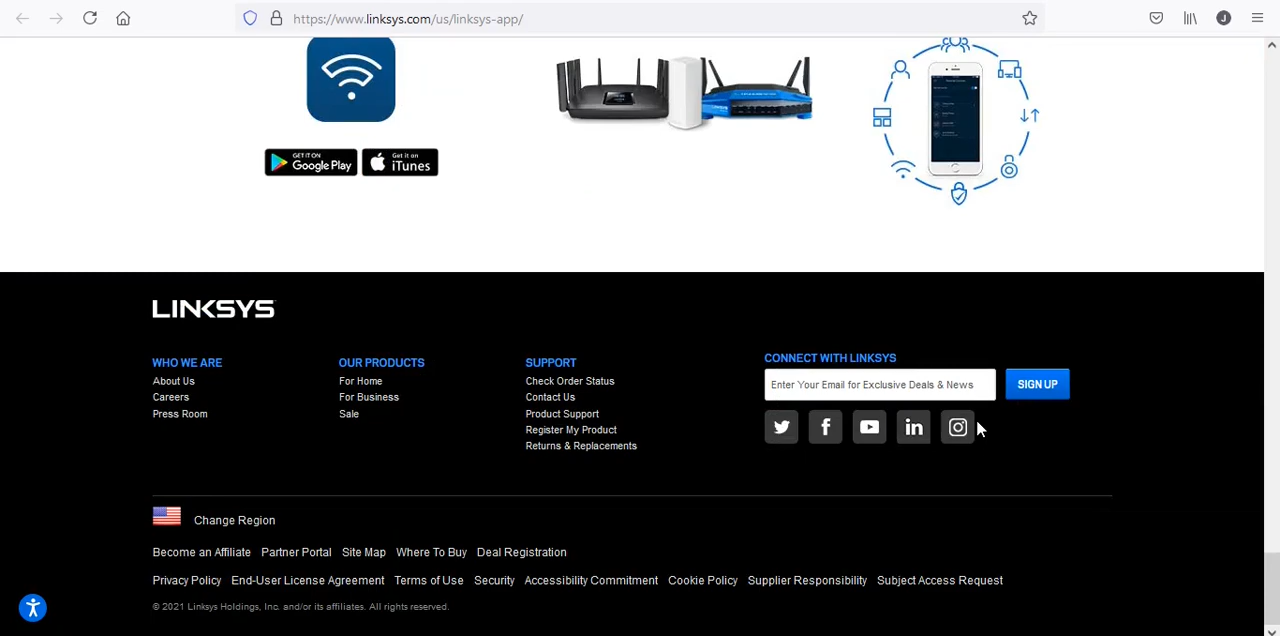 https://www.linksys.com/us/linksys-app/
J
GET IT ON
Google Play
Get it on
iTunes
LINKSYS
WHO WE ARE
About Us
Careers
Press Room
OUR PRODUCTS
For Home
For Business
Sale
SUPPORT
Check Order Status
Contact Us
Product Support
Register My Product
Returns & Replacements
CONNECT WITH LINKSYS
Enter Your Email for Exclusive Deals & News
SIGN UP
Change Region
Become an Affiliate Partner Portal Site Map Where To Buy Deal Registration
Privacy Policy End-User License Agreement Terms of Use Security Accessibility Commitment Cookie Policy Supplier Responsibility Subject Access Request
© 2021 Linksys Holdings, Inc. and/or its affiliates. All rights reserved.